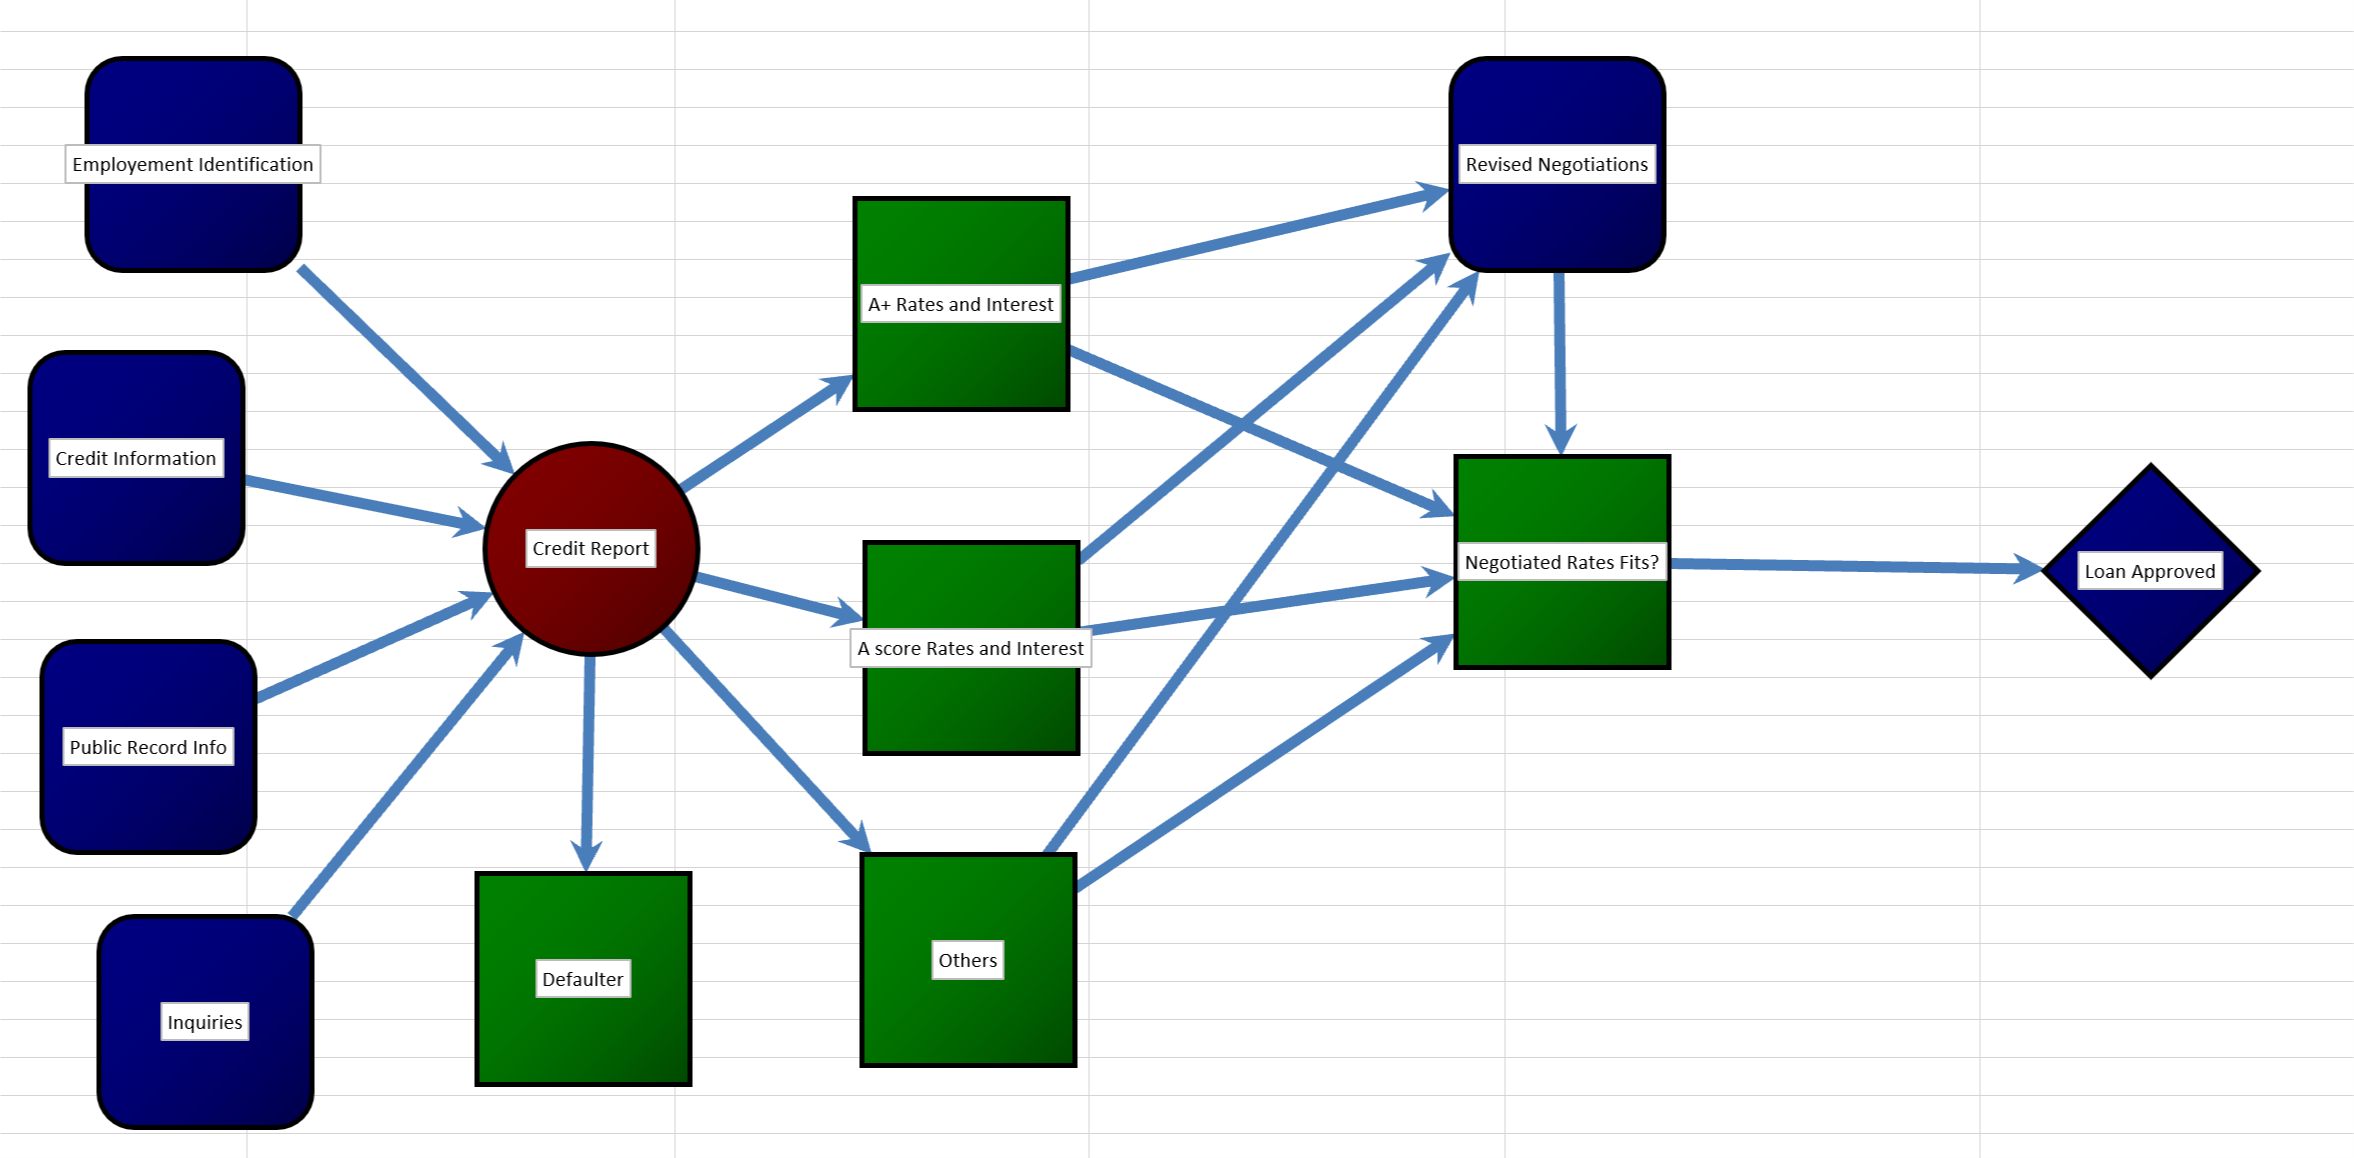 Employement Identification
Revised Negotiations
A+ Rates and Interest
Credit Information
Credit Report
Negotiated Rates Fits?
Loan Approved
A score Rates and Interest
Public Record Info
Others
Defaulter
Inquiries